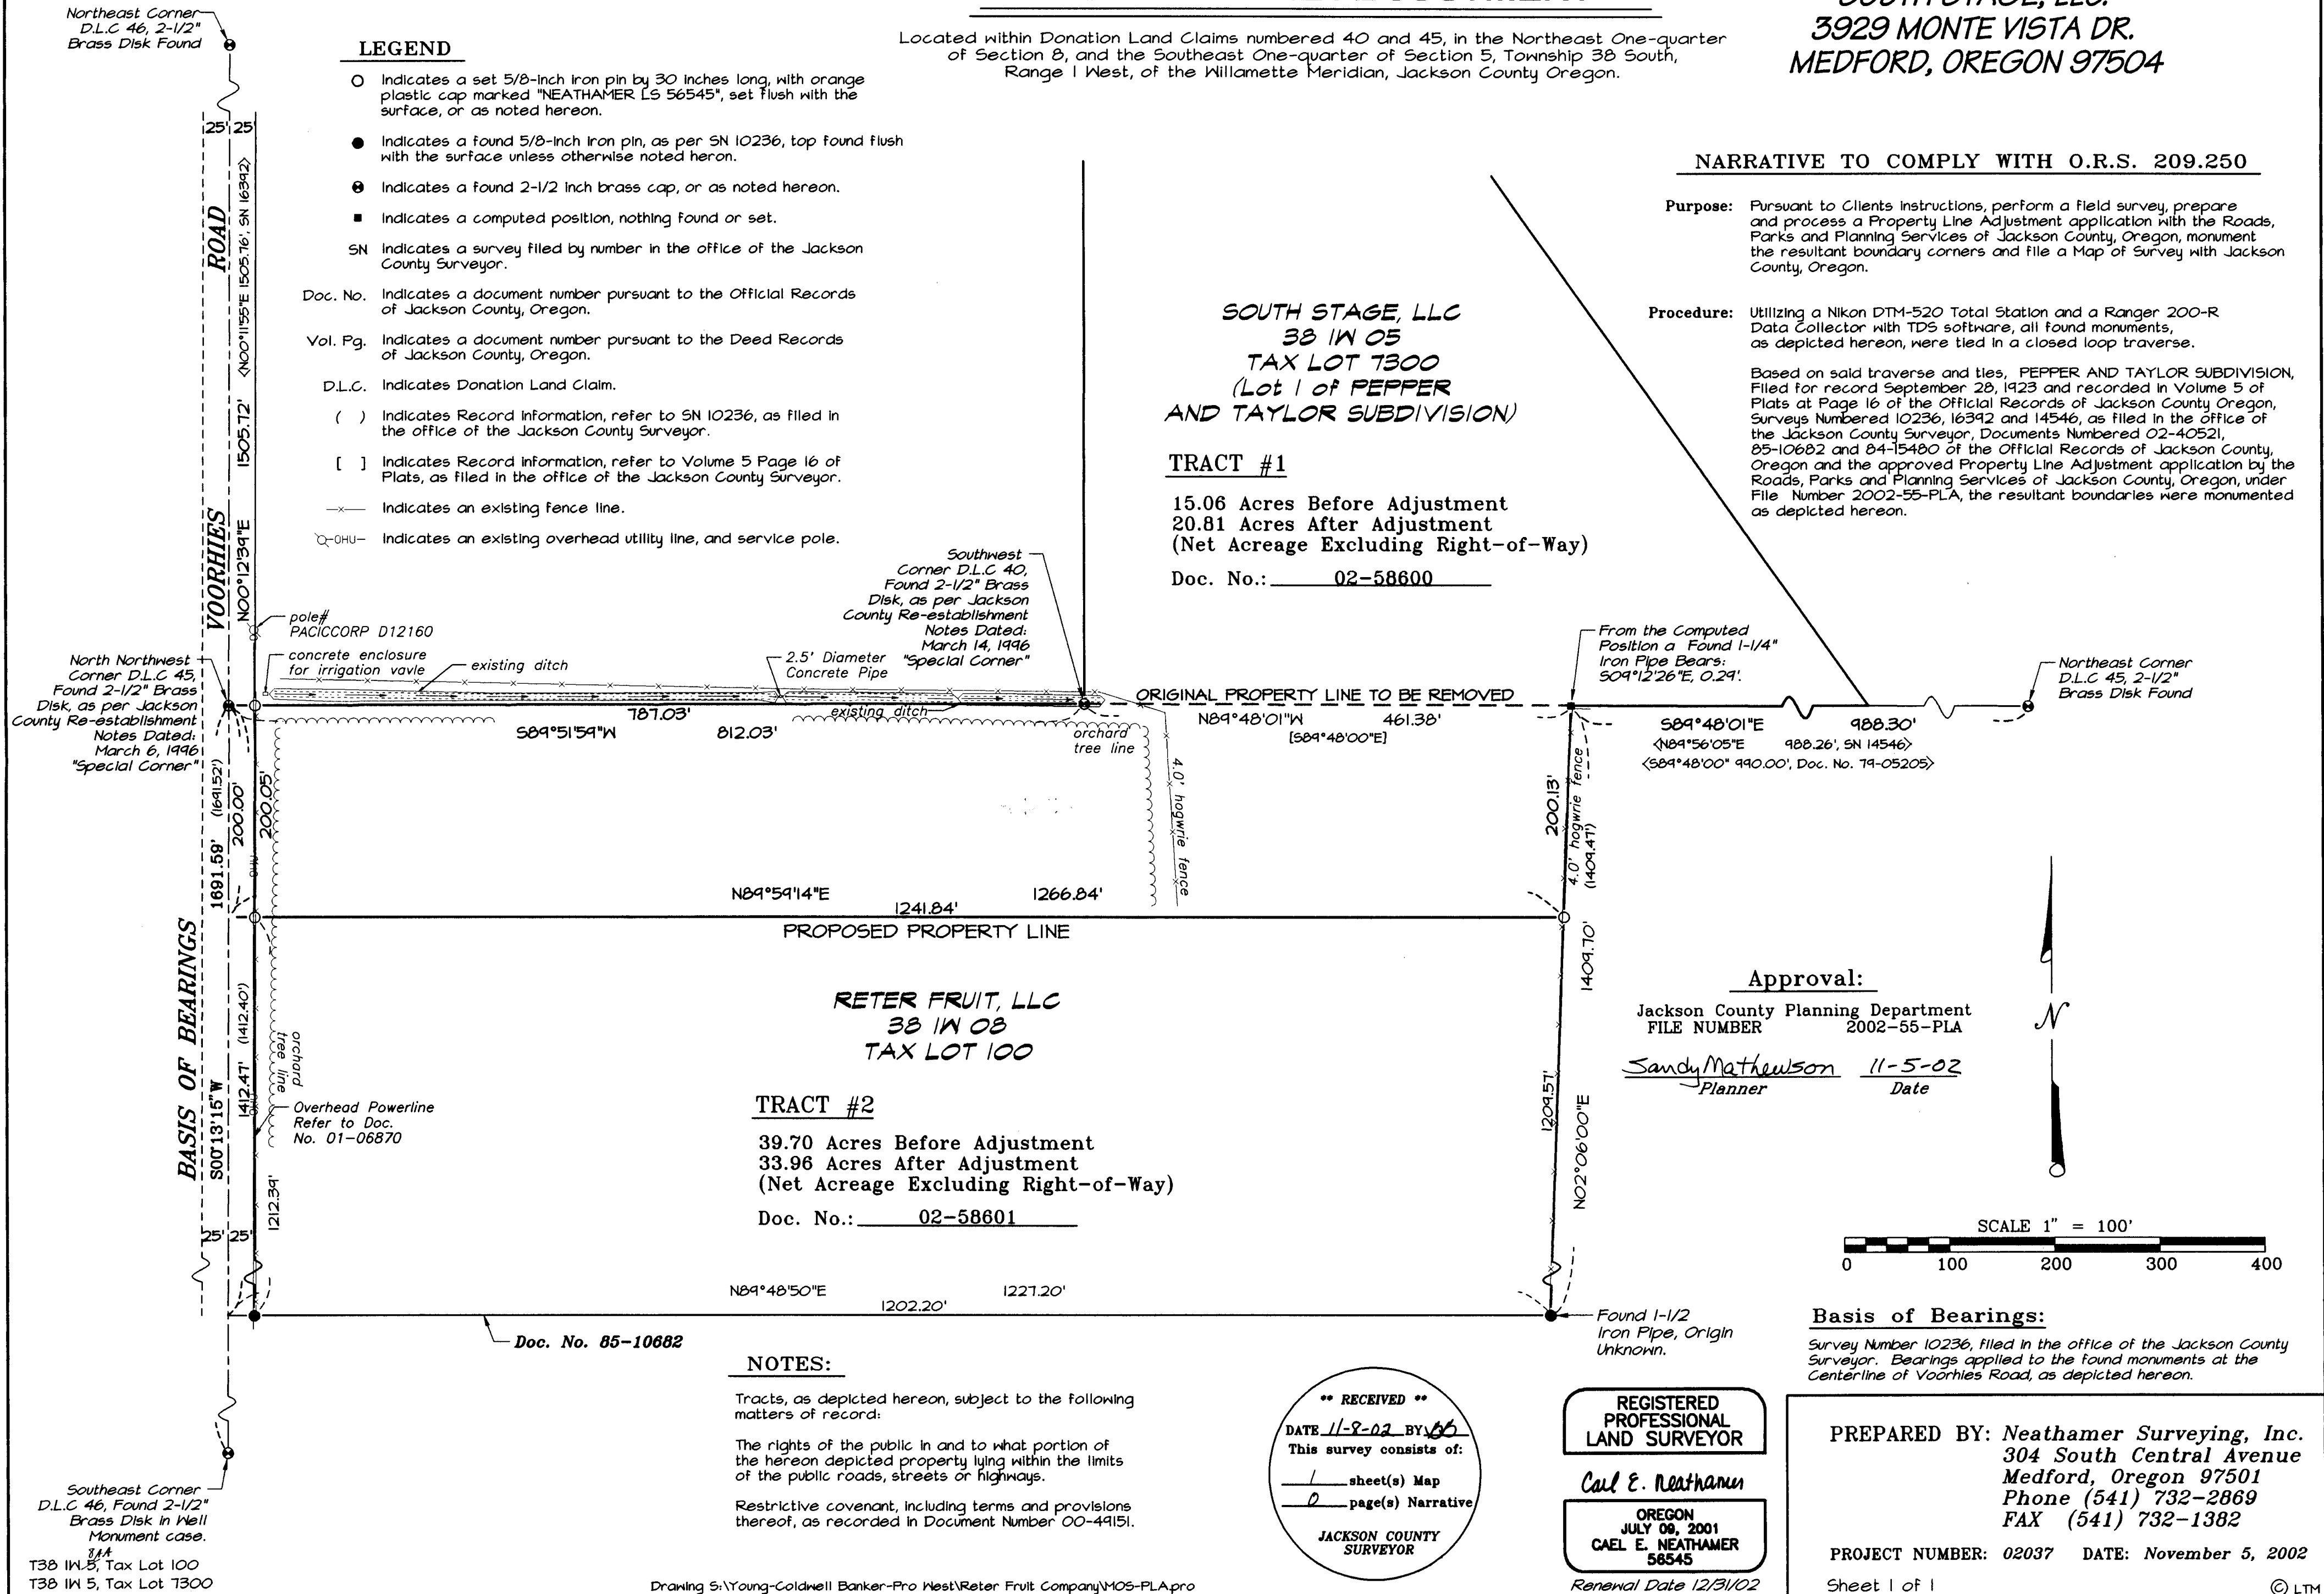 SOUTH STAGE, LLC.
3929 MONTE VISTA DR.
MEDFORD, OREGON 97504
Located within Donation Land Claims numbered 40 and 45, in the Northeast One-quarter
of Section 8, and the Southeast One-quarter of Section 5, Township 38 South,
Range 1 West, of the Willamette Meridian, Jackson County Oregon.
Northeast Corner
D.L.C 46, 2-1/2"
Brass Disk Found
LEGEND
Indicates a set 5/8-inch iron pin by 30 inches long, with orange
plastic cap marked "NEATHAMER LS 56545", set flush with the
surface, or as noted hereon.
Indicates a found 5/8-inch iron pin, as per SN 10236, top found flush
with the surface unless otherwise noted heron.
Indicates a found 2-1/2 inch brass cap, or as noted hereon.
Indicates a computed position, nothing found or set.
SN Indicates a survey filed by number in the office of the Jackson
County Surveyor.
Doc. No. Indicates a document number pursuant to the Official Records
of Jackson County, Oregon.
Vol. Pg. Indicates a document number pursuant to the Deed Records
of Jackson County, Oregon.
D.L.C. Indicates Donation Land Claim.
( ) Indicates Record information, refer to SN 10236, as filed in
the office of the Jackson County Surveyor.
[ ] Indicates Record information, refer to Volume 5 Page 16 of
Plats, as filed in the office of the Jackson County Surveyor.
—x— Indicates an existing fence line.
-OHU- Indicates an existing overhead utility line, and service pole.
25' 25'
VOORHIES ROAD
N00°12'39"E 1505.72' <N00°11'55"E 1505.76', SN 16392>
SOUTH STAGE, LLC
38 1W 05
TAX LOT 7300
(Lot 1 of PEPPER
AND TAYLOR SUBDIVISION)
TRACT #1
15.06 Acres Before Adjustment
20.81 Acres After Adjustment
(Net Acreage Excluding Right-of-Way)
Doc. No.: 02-58600
NARRATIVE TO COMPLY WITH O.R.S. 209.250
Purpose: Pursuant to Clients instructions, perform a field survey, prepare
and process a Property Line Adjustment application with the Roads,
Parks and Planning Services of Jackson County, Oregon, monument
the resultant boundary corners and file a Map of Survey with Jackson
County, Oregon.
Procedure: Utilizing a Nikon DTM-520 Total Station and a Ranger 200-R
Data Collector with TDS software, all found monuments,
as depicted hereon, were tied in a closed loop traverse.
Based on said traverse and ties, PEPPER AND TAYLOR SUBDIVISION,
Filed for record September 28, 1923 and recorded in Volume 5 of
Plats at Page 16 of the Official Records of Jackson County Oregon,
Surveys Numbered 10236, 16392 and 14546, as filed in the office of
the Jackson County Surveyor, Documents Numbered 02-40521,
85-10682 and 84-15480 of the Official Records of Jackson County,
Oregon and the approved Property Line Adjustment application by the
Roads, Parks and Planning Services of Jackson County, Oregon, under
File Number 2002-55-PLA, the resultant boundaries were monumented
as depicted hereon.
pole#
PACICCORP D12160
concrete enclosure
for irrigation vavle
existing ditch
2.5' Diameter
Concrete Pipe
Southwest
Corner D.L.C 40,
Found 2-1/2" Brass
Disk, as per Jackson
County Re-establishment
Notes Dated:
March 14, 1996
"Special Corner"
North Northwest
Corner D.L.C 45,
Found 2-1/2" Brass
Disk, as per Jackson
County Re-establishment
Notes Dated:
March 6, 1996
"Special Corner"
From the Computed
Position a Found 1-1/4"
Iron Pipe Bears:
S09°12'26"E, 0.29'.
Northeast Corner
D.L.C 45, 2-1/2"
Brass Disk Found
ORIGINAL PROPERTY LINE TO BE REMOVED
787.03'
existing ditch
S89°51'59"W 812.03'
N89°48'01"W 461.38'
[S89°48'00"E]
S89°48'01"E 988.30'
<N89°56'05"E 988.26', SN 14546>
<S89°48'00" 990.00', Doc. No. 79-05205>
orchard
tree line
4.0' hogwrie fence
200.13'
4.0' hogwrie fence
(1409.47')
1409.70'
1691.59' (1691.52')
200.00'
200.05'
OHU
N89°59'14"E 1266.84'
1241.84'
PROPOSED PROPERTY LINE
BASIS OF BEARINGS
S00°13'15"W
1412.47' (1412.40')
orchard
tree line
Overhead Powerline
Refer to Doc.
No. 01-06870
1212.39'
25' 25'
RETER FRUIT, LLC
38 1W 08
TAX LOT 100
TRACT #2
39.70 Acres Before Adjustment
33.96 Acres After Adjustment
(Net Acreage Excluding Right-of-Way)
Doc. No.: 02-58601
1209.57'
N02°06'00"E
Approval:
Jackson County Planning Department
FILE NUMBER 2002-55-PLA
Sandy Mathewson 11-5-02
Planner Date
N
SCALE 1" = 100'
0 100 200 300 400
N89°48'50"E 1227.20'
1202.20'
Doc. No. 85-10682
Found 1-1/2
Iron Pipe, Origin
Unknown.
Basis of Bearings:
Survey Number 10236, filed in the office of the Jackson County
Surveyor. Bearings applied to the found monuments at the
Centerline of Voorhies Road, as depicted hereon.
NOTES:
Tracts, as depicted hereon, subject to the following
matters of record:
The rights of the public in and to what portion of
the hereon depicted property lying within the limits
of the public roads, streets or highways.
Restrictive covenant, including terms and provisions
thereof, as recorded in Document Number 00-49151.
** RECEIVED **
DATE 11-8-02 BY
This survey consists of:
1 sheet(s) Map
0 page(s) Narrative
JACKSON COUNTY
SURVEYOR
REGISTERED
PROFESSIONAL
LAND SURVEYOR
Cael E. Neathamer
OREGON
JULY 09, 2001
CAEL E. NEATHAMER
56545
Renewal Date 12/31/02
PREPARED BY: Neathamer Surveying, Inc.
304 South Central Avenue
Medford, Oregon 97501
Phone (541) 732-2869
FAX (541) 732-1382
PROJECT NUMBER: 02037 DATE: November 5, 2002
Sheet 1 of 1
© LTM
Southeast Corner
D.L.C 46, Found 2-1/2"
Brass Disk in Well
Monument case.
8AA
T38 1W 5, Tax Lot 100
T38 1W 5, Tax Lot 7300
Drawing S:\Young-Coldwell Banker-Pro West\Reter Fruit Company\MOS-PLA.pro